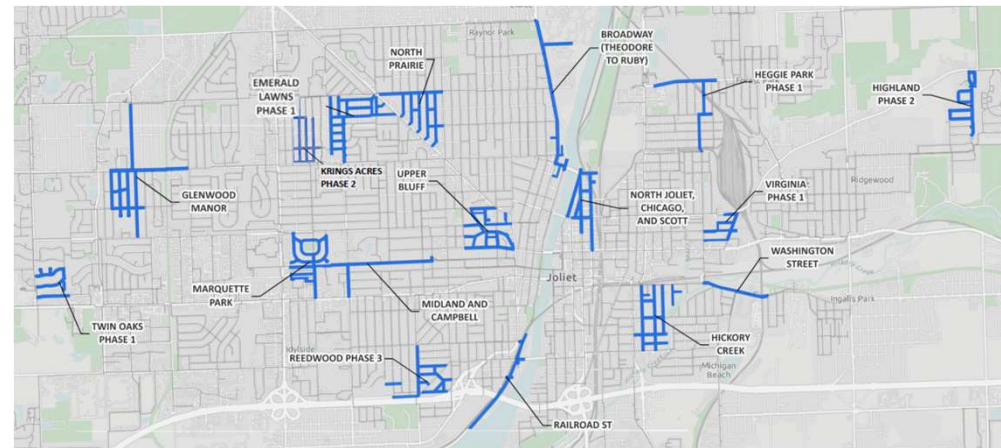 Raynor Park
BROADWAY
(THEODORE
TO RUBY)
NORTH
PRAIRIE
EMERALD
LAWNS
PHASE 1
HEGGIE PARK
PHASE 1
HIGHLAND
PHASE 2
KRINGS ACRES
PHASE 2
UPPER
BLUFF
GLENWOOD
MANOR
NORTH JOLIET,
CHICAGO,
AND SCOTT
VIRGINIA
PHASE 1
Ridgewood
WASHINGTON
STREET
Joliet
MARQUETTE
PARK
MIDLAND AND
CAMPBELL
Ingalls Park
TWIN OAKS
PHASE 1
HICKORY
CREEK
REEDWOOD PHASE 3
Michigan
Beach
RAILROAD ST